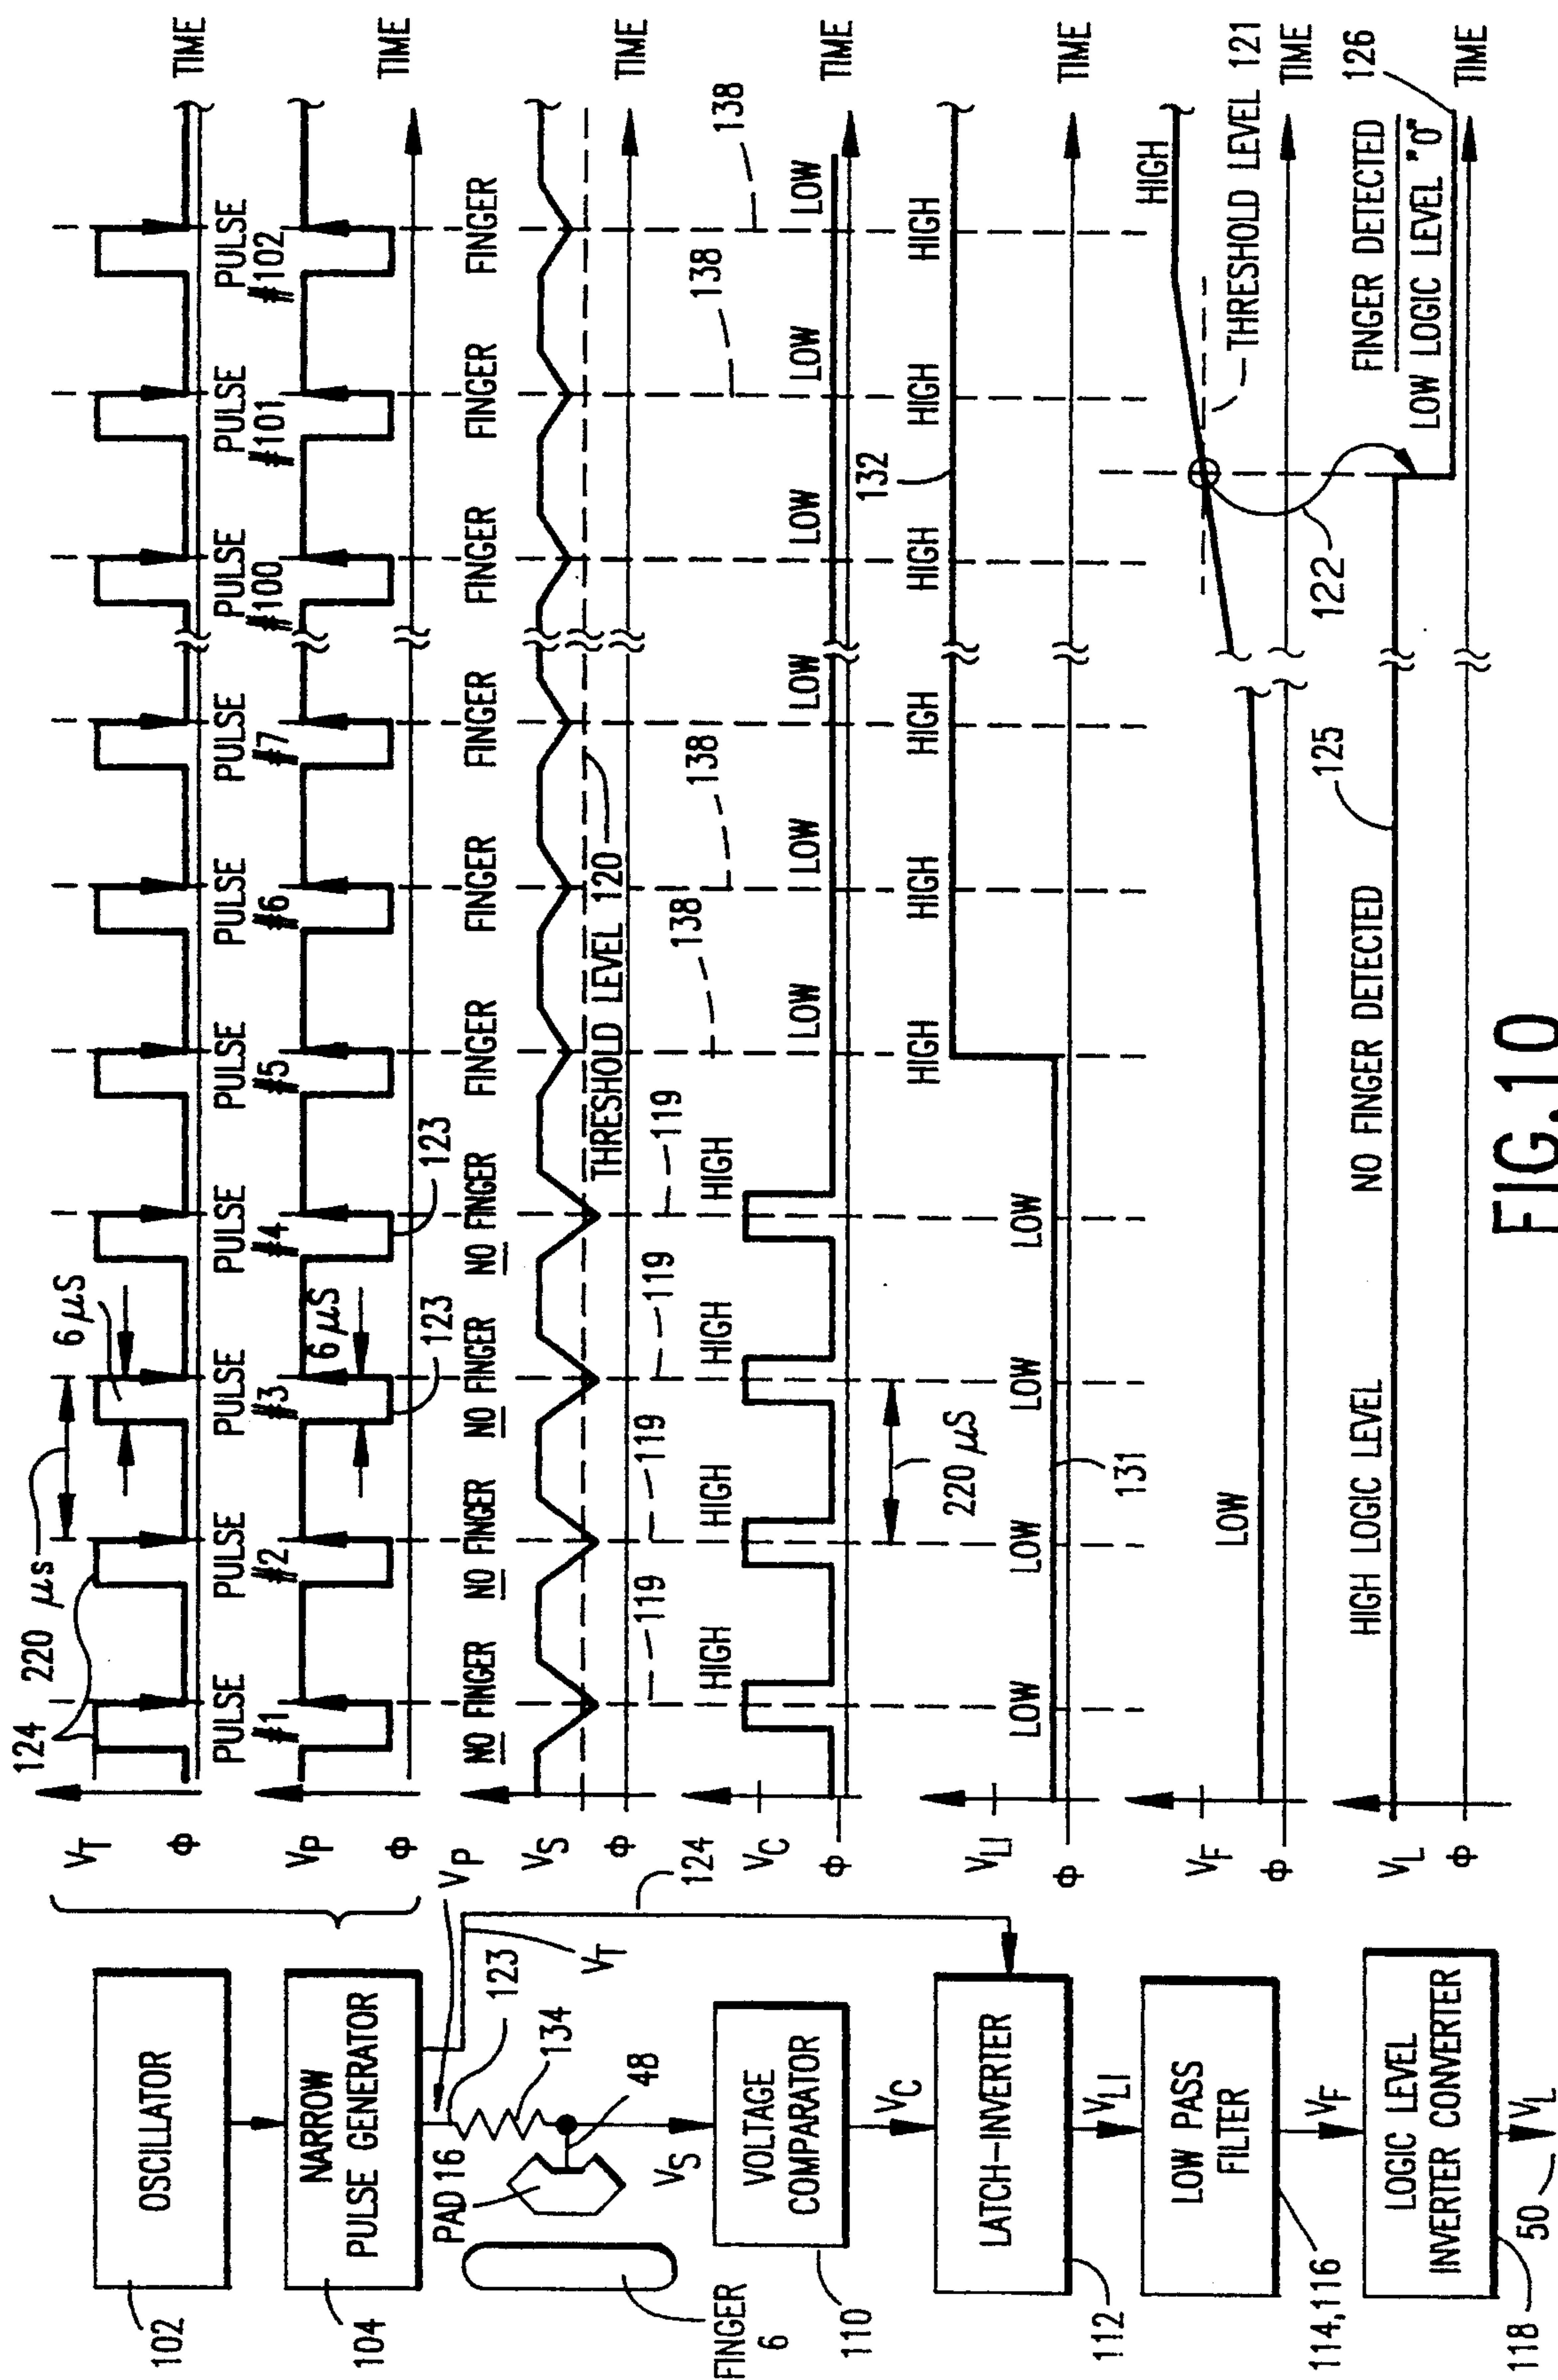 OSCILLATOR
102
NARROW
PULSE GENERATOR
104
V_P
123
134
V_T
124
PAD 16
48
V_S
FINGER
6
VOLTAGE
COMPARATOR
110
V_C
LATCH-INVERTER
112
V_LI
LOW PASS
FILTER
114,116
V_F
LOGIC LEVEL
INVERTER CONVERTER
118
50
V_L
V_T
Φ
124
220 μs
6 μS
TIME
PULSE #1
PULSE #2
PULSE #3
PULSE #4
PULSE #5
PULSE #6
PULSE #7
PULSE #100
PULSE #101
PULSE #102
V_P
Φ
6 μS
123
123
TIME
NO FINGER
NO FINGER
NO FINGER
NO FINGER
FINGER
FINGER
FINGER
FINGER
FINGER
FINGER
V_S
Φ
THRESHOLD LEVEL 120
TIME
119
119
119
119
138
138
138
138
138
HIGH
HIGH
HIGH
HIGH
LOW
LOW
LOW
LOW
LOW
LOW
V_C
Φ
TIME
220 μS
HIGH
HIGH
HIGH
HIGH
HIGH
HIGH
132
V_LI
LOW
LOW
LOW
LOW
131
Φ
TIME
V_F
LOW
HIGH
THRESHOLD LEVEL 121
Φ
TIME
122
HIGH LOGIC LEVEL
NO FINGER DETECTED
125
FINGER DETECTED
LOW LOGIC LEVEL "0"
126
V_L
Φ
TIME
FIG.10